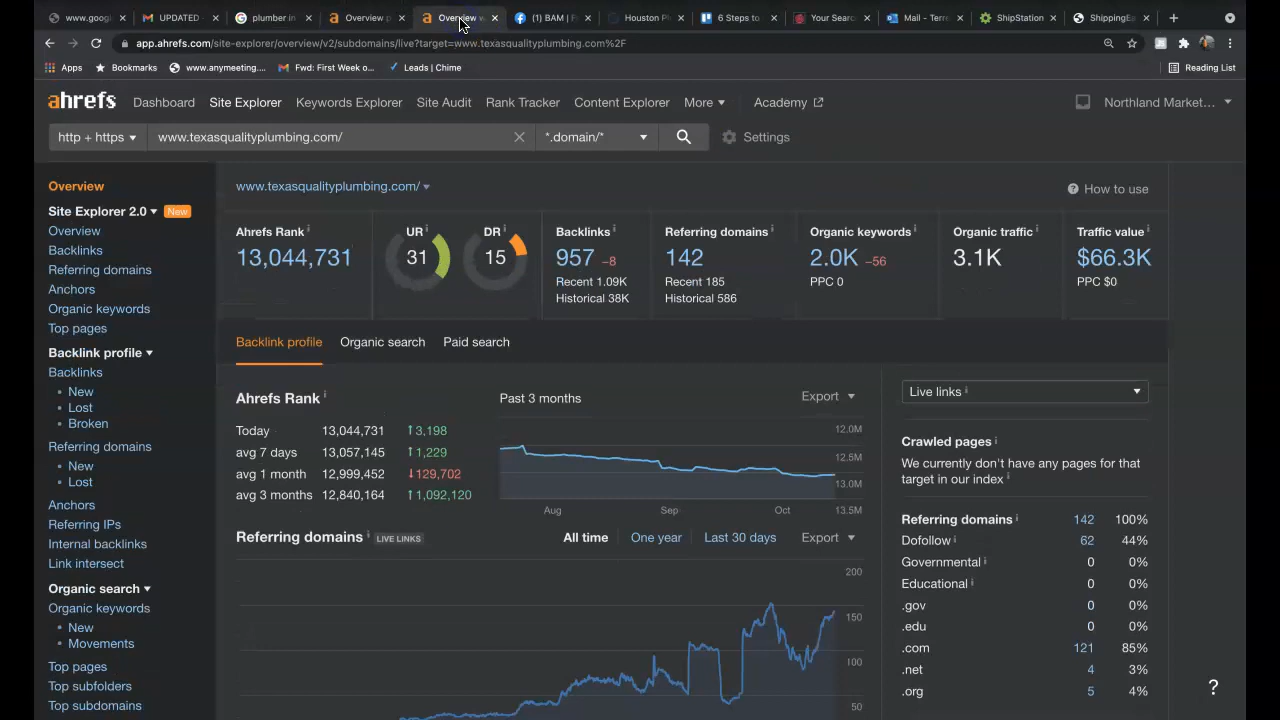 www.googl
UPDATED
plumber in
Overview p
Overview
(1) BAM | F
Houston P
6 Steps to
Your Sear
Mail - Terr
ShipStation
ShippingEa
app.ahrefs.com/site-explorer/overview/v2/subdomains/live?target=www.texasqualityplumbing.com%2F
Apps
Bookmarks
www.anymeeting....
Fwd: First Week o...
Leads | Chime
Reading List
ahrefs
Dashboard
Site Explorer
Keywords Explorer
Site Audit
Rank Tracker
Content Explorer
More
Academy
Northland Market...
http + https
www.texasqualityplumbing.com/
*.domain/*
Settings
Overview
Site Explorer 2.0
New
Overview
Backlinks
Referring domains
Anchors
Organic keywords
Top pages
Backlink profile
Backlinks
• New
• Lost
• Broken
Referring domains
• New
• Lost
Anchors
Referring IPs
Internal backlinks
Link intersect
Organic search
Organic keywords
• New
• Movements
Top pages
Top subfolders
Top subdomains
www.texasqualityplumbing.com/
? How to use
Ahrefs Rank i
13,044,731
UR i
31
DR i
15
Backlinks i
957 -8
Recent 1.09K
Historical 38K
Referring domains i
142
Recent 185
Historical 586
Organic keywords i
2.0K -56
PPC 0
Organic traffic i
3.1K
Traffic value i
$66.3K
PPC $0
Backlink profile
Organic search
Paid search
Ahrefs Rank i
Past 3 months
Export
Today 13,044,731 ↑3,198
avg 7 days 13,057,145 ↑1,229
avg 1 month 12,999,452 ↓129,702
avg 3 months 12,840,164 ↑1,092,120
12.0M
12.5M
13.0M
13.5M
Aug
Sep
Oct
Referring domains i LIVE LINKS
All time
One year
Last 30 days
Export
200
150
100
50
Live links i
Crawled pages i
We currently don't have any pages for that
target in our index i
Referring domains i 142 100%
Dofollow i 62 44%
Governmental i 0 0%
Educational i 0 0%
.gov 0 0%
.edu 0 0%
.com 121 85%
.net 4 3%
.org 5 4%
?